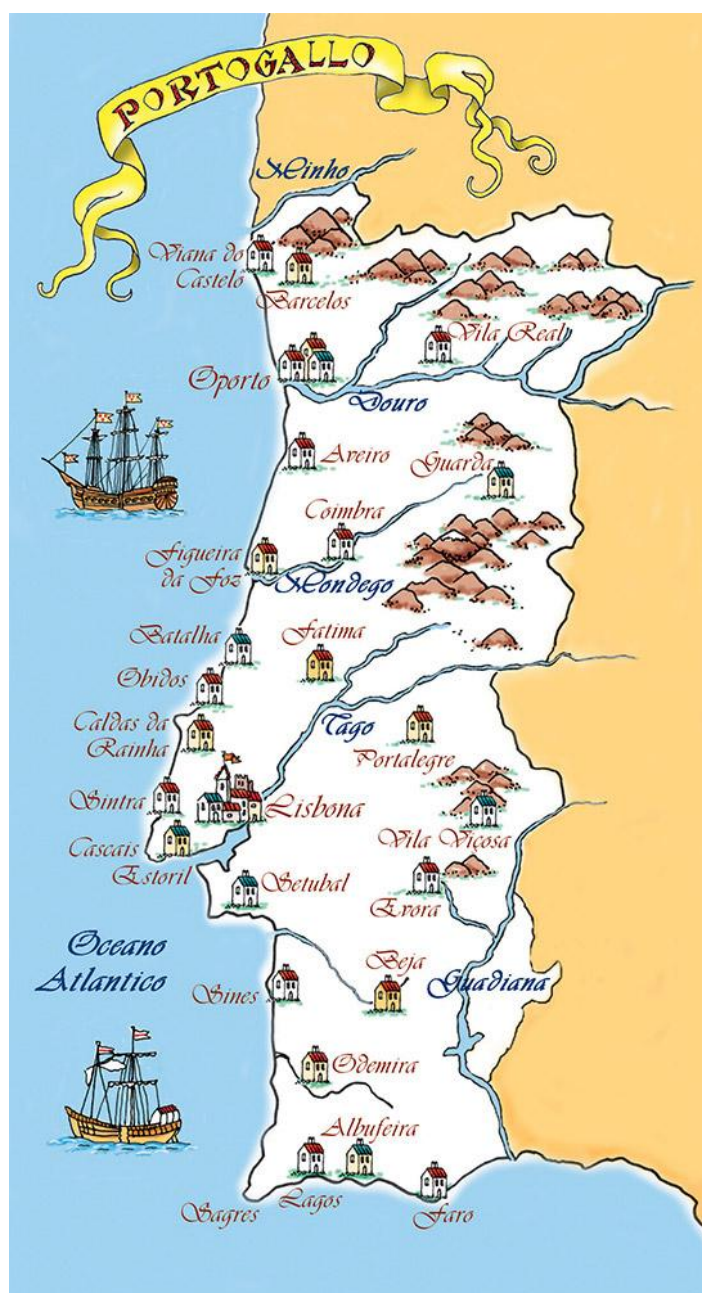 PORTOGALLO
Minho
Viana do
Castelo
Barcelos
Vila Real
Oporto
Douro
Aveiro
Guarda
Coimbra
Figueira
da Foz
Mondego
Batalha
Fatima
Obidos
Caldas da
Rainha
Tago
Portalegre
Sintra
Lisbona
Vila Viçosa
Cascais
Estoril
Setubal
Evora
Oceano
Atlantico
Beja
Guadiana
Sines
Odemira
Albufeira
Lagos
Sagres
Faro